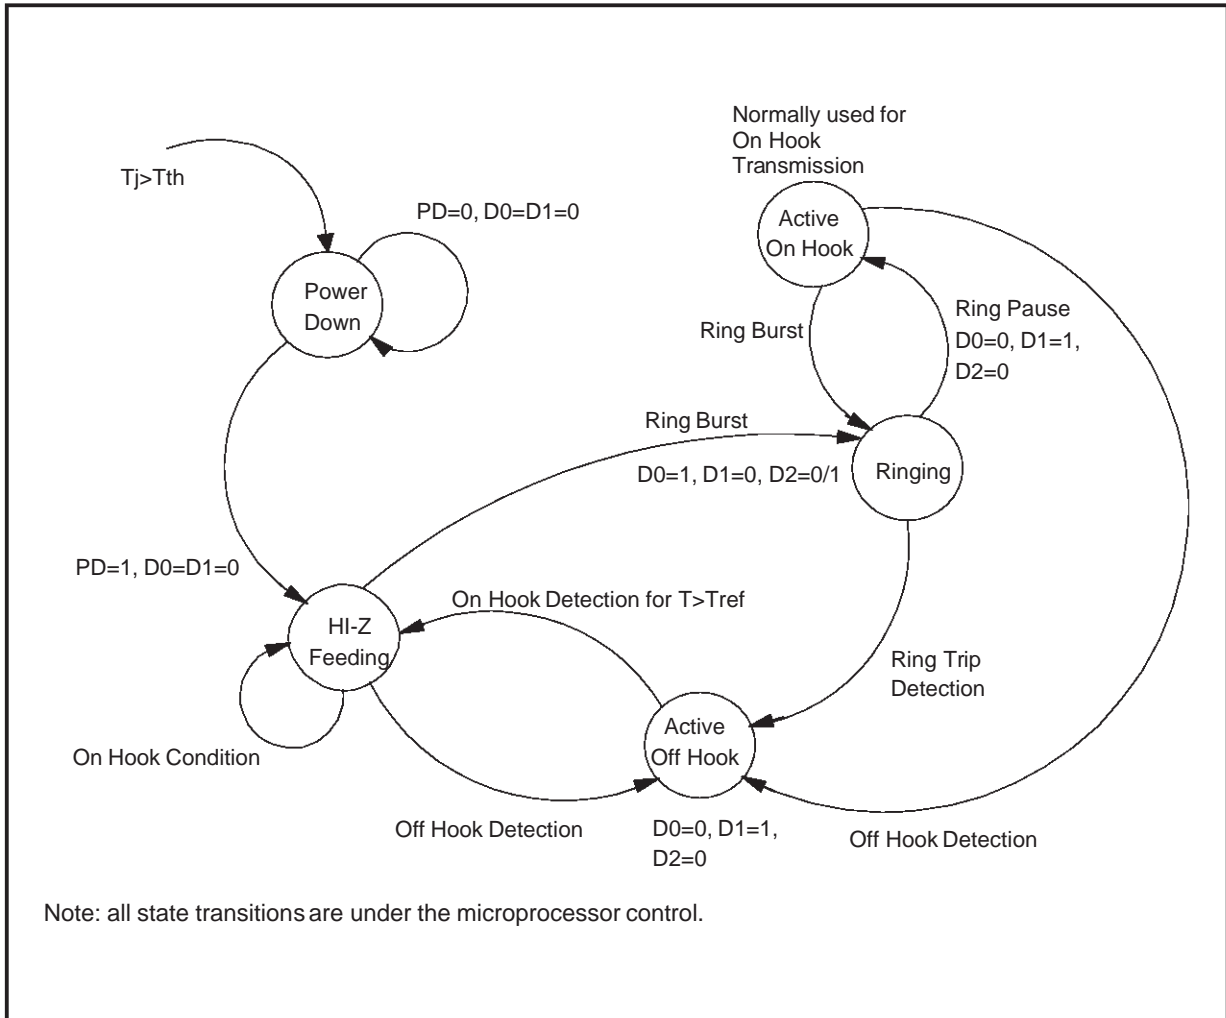 Normally used for
On Hook
Transmission
Tj>Tth
PD=0, D0=D1=0
Active
On Hook
Power
Down
Ring Burst
Ring Pause
D0=0, D1=1,
D2=0
Ring Burst
D0=1, D1=0, D2=0/1
Ringing
PD=1, D0=D1=0
On Hook Detection for T>Tref
HI-Z
Feeding
Ring Trip
Detection
Active
Off Hook
On Hook Condition
Off Hook Detection
D0=0, D1=1,
D2=0
Off Hook Detection
Note: all state transitions are under the microprocessor control.